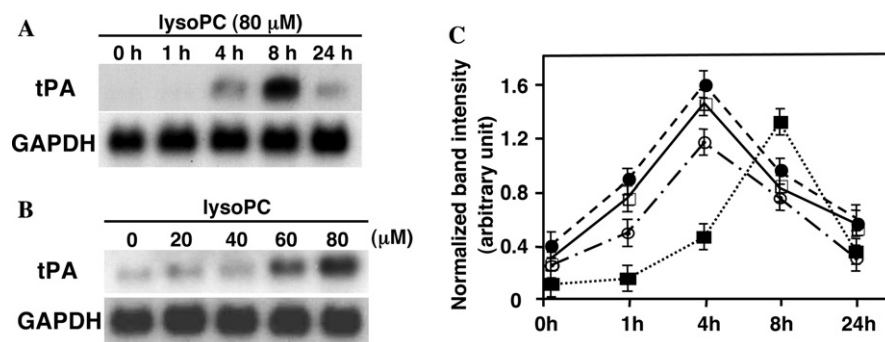 A
lysoPC (80 μM)
0 h 1 h 4 h 8 h 24 h
tPA
GAPDH
B
lysoPC
0 20 40 60 80 (μM)
tPA
GAPDH
C
Normalized band intensity
(arbitrary unit)
1.6
1.2
0.8
0.4
0
0h 1h 4h 8h 24h